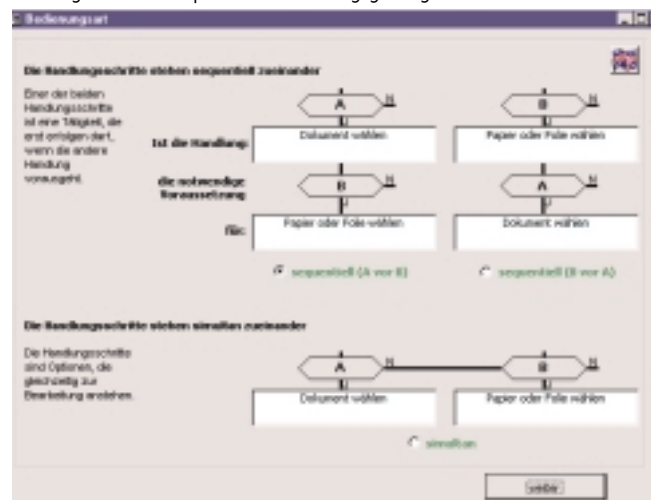 Bedienungsart
Die Handlungsschritte stehen sequentiell zueinander
Einer der beiden
Handlungsschritte
ist eine Tätigkeit, die
erst erfolgen darf,
wenn die andere
Handlung
vorausgeht.
Ist die Handlung:
A
N
J
Dokument wählen
B
N
J
Papier oder Folie wählen
die notwendige
Voraussetzung
B
N
J
A
N
J
für:
Papier oder Folie wählen
Dokument wählen
sequentiell (A vor B)
sequentiell (B vor A)
Die Handlungsschritte stehen simultan zueinander
Die Handlungsschritte
sind Optionen, die
gleichzeitig zur
Bearbeitung anstehen.
A
N
J
B
N
J
Dokument wählen
Papier oder Folie wählen
simultan
weiter